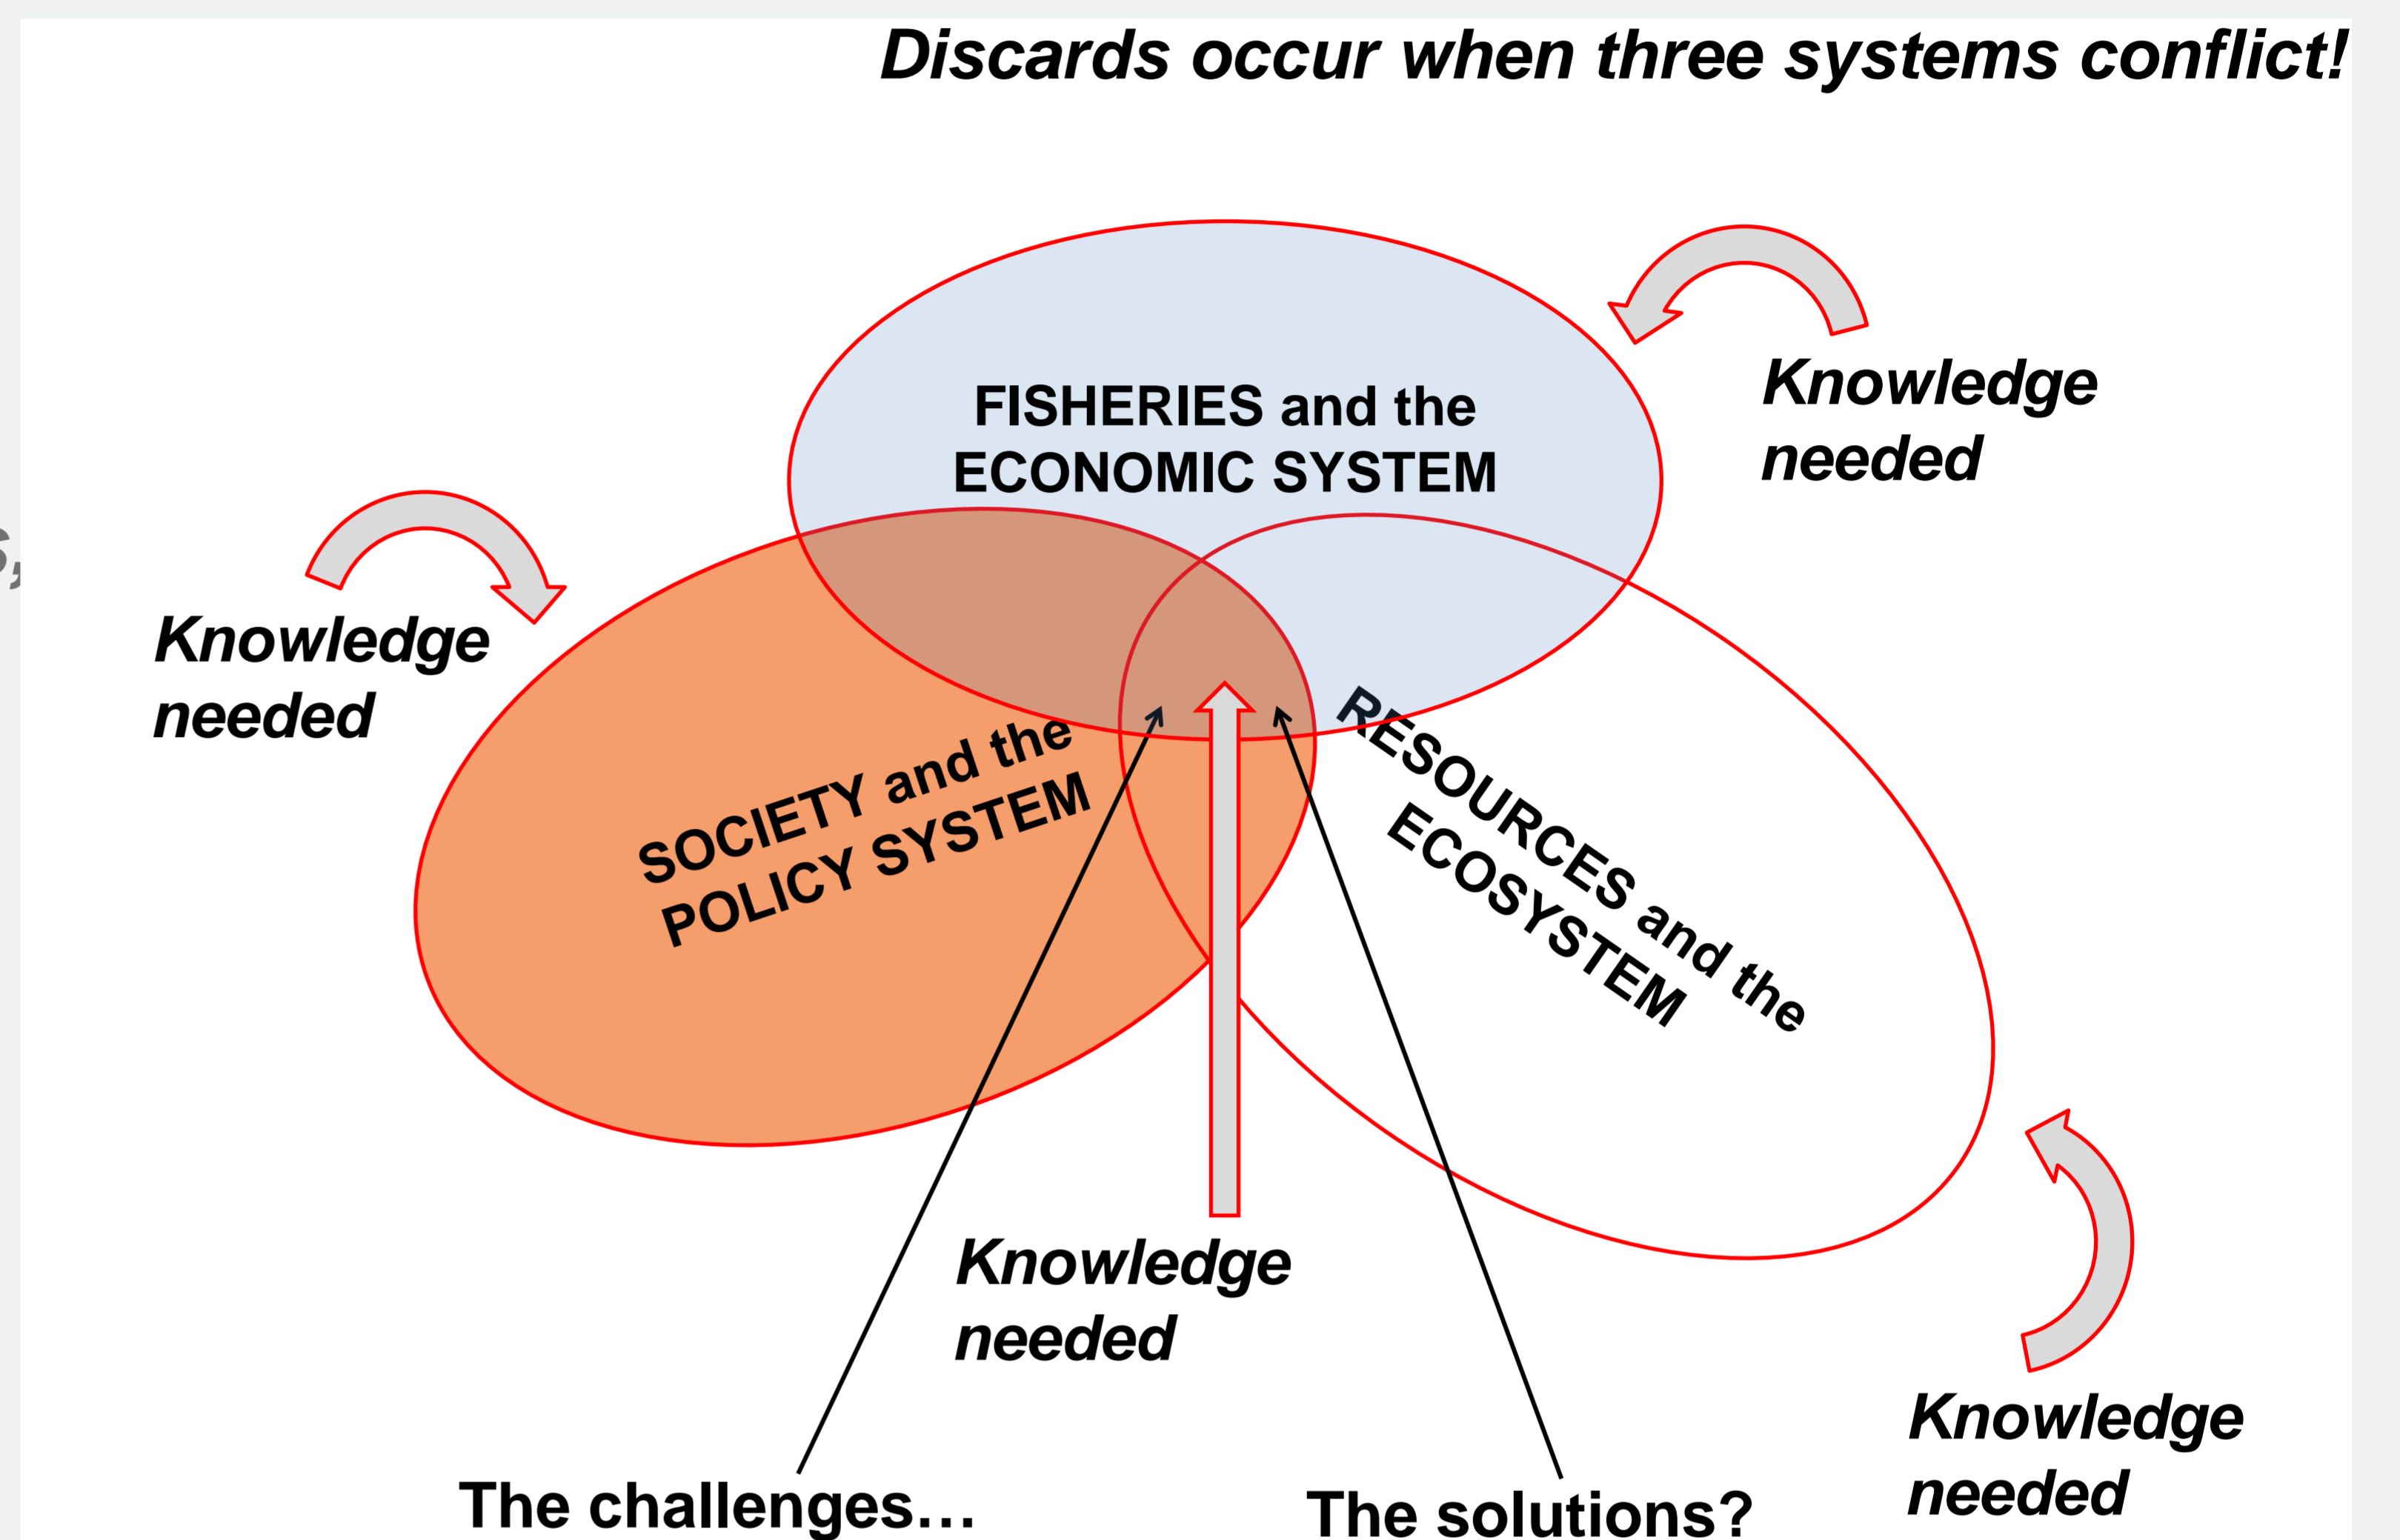 Discards occur when three systems conflict!
FISHERIES and the
ECONOMIC SYSTEM
Knowledge
needed
Knowledge
needed
SOCIETY and the
POLICY SYSTEM
RESOURCES and the
ECOSYSTEM
Knowledge
needed
Knowledge
needed
The challenges…
The solutions?